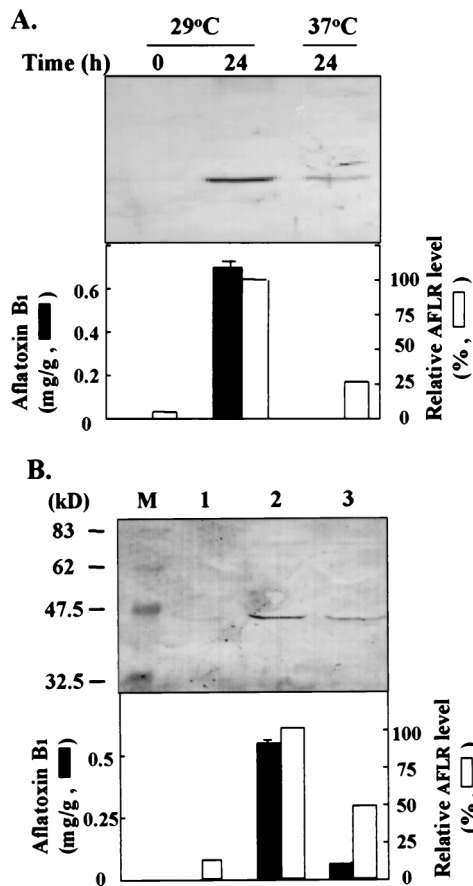 A.
29°C 37°C
Time (h) 0 24 24
Aflatoxin B1
(mg/g, )
0.6
0.4
0.2
0
100
75
50
25
0
Relative AFLR level
(%, )
B.
(kD) M 1 2 3
83
62
47.5
32.5
Aflatoxin B1
(mg/g, )
0.5
0.25
0
100
75
50
25
0
Relative AFLR level
(%, )